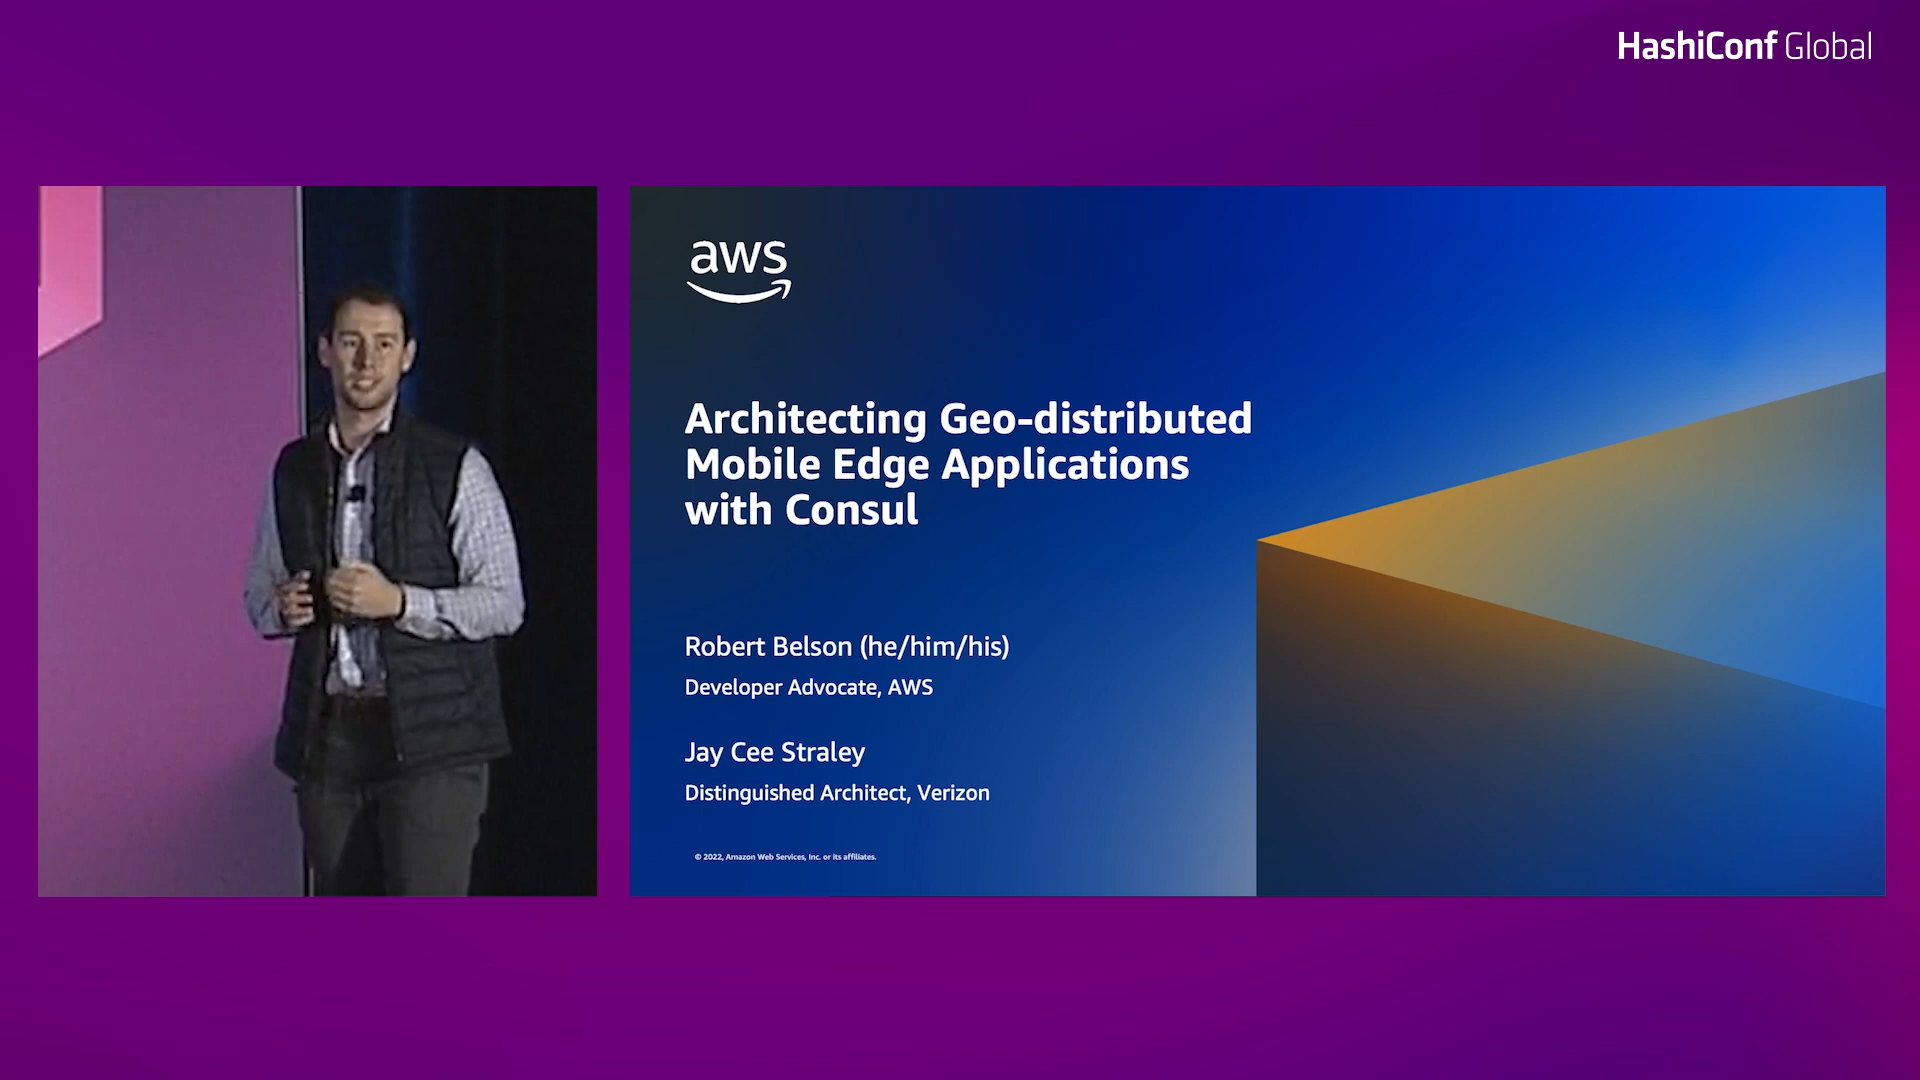 HashiConf Global
aws
Architecting Geo-distributed
Mobile Edge Applications
with Consul
Robert Belson (he/him/his)
Developer Advocate, AWS
Jay Cee Straley
Distinguished Architect, Verizon
© 2022, Amazon Web Services, Inc. or its affiliates.